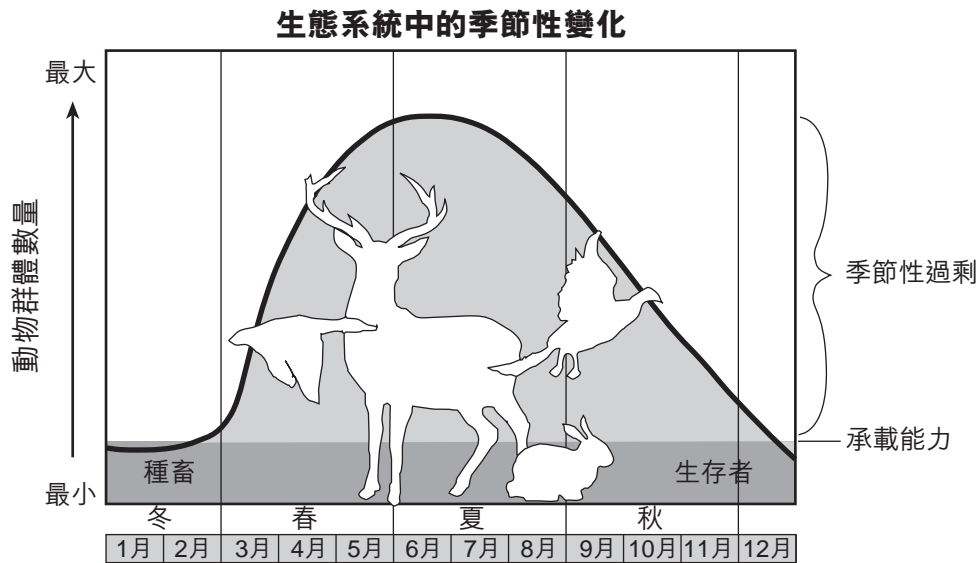 生態系統中的季節性變化
最大
動物群體數量
最小
季節性過剩
承載能力
種畜
生存者
冬 春 夏 秋
1月 2月 3月 4月 5月 6月 7月 8月 9月 10月 11月 12月